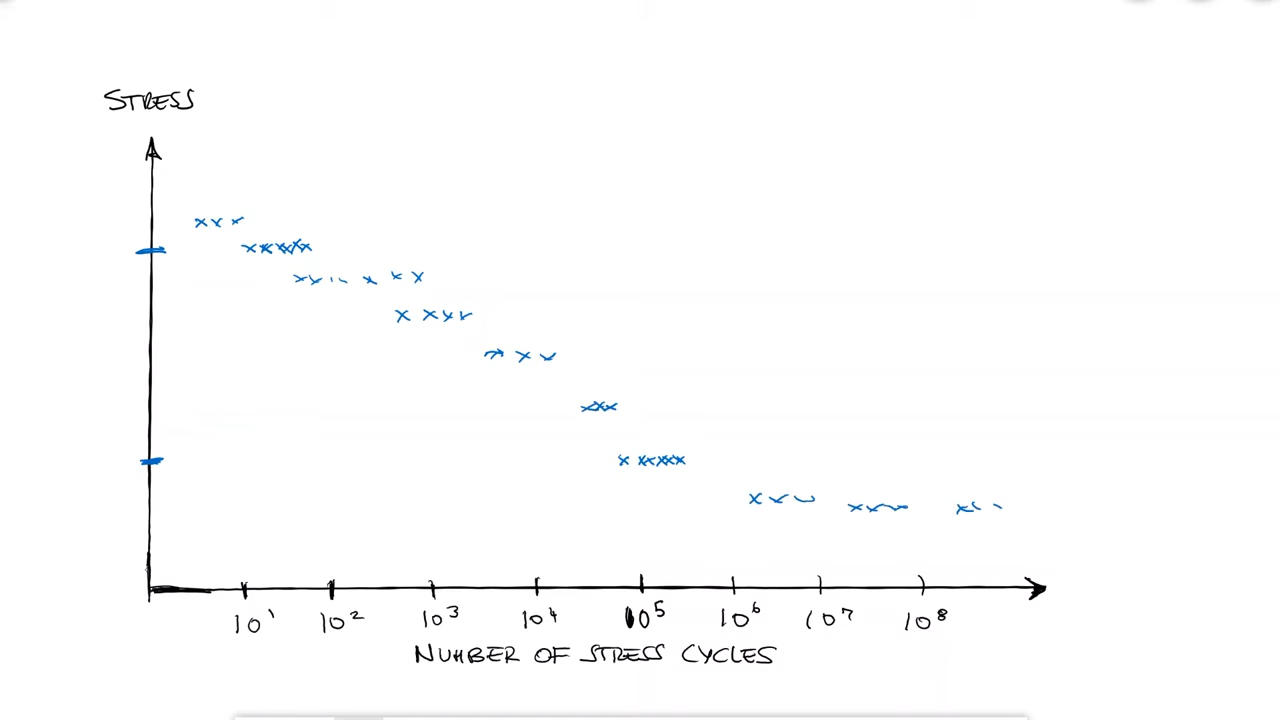 STRESS
10¹ 10² 10³ 10⁴ 10⁵ 10⁶ 10⁷ 10⁸
NUMBER OF STRESS CYCLES